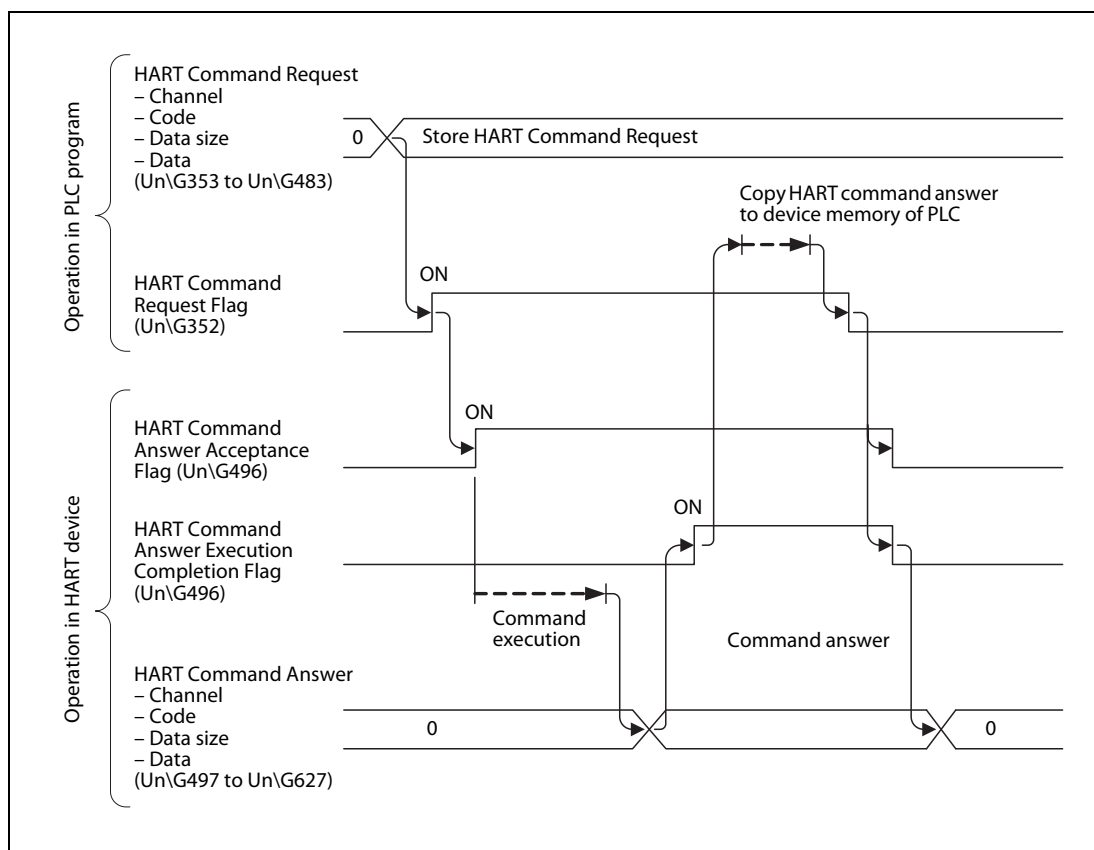 Operation in PLC program
HART Command Request
– Channel
– Code
– Data size
– Data
(Un\G353 to Un\G483)
0
Store HART Command Request
Copy HART command answer
to device memory of PLC
HART Command
Request Flag
(Un\G352)
ON
Operation in HART device
HART Command
Answer Acceptance
Flag (Un\G496)
ON
HART Command
Answer Execution
Completion Flag
(Un\G496)
ON
Command
execution
Command answer
HART Command Answer
– Channel
– Code
– Data size
– Data
(Un\G497 to Un\G627)
0
0